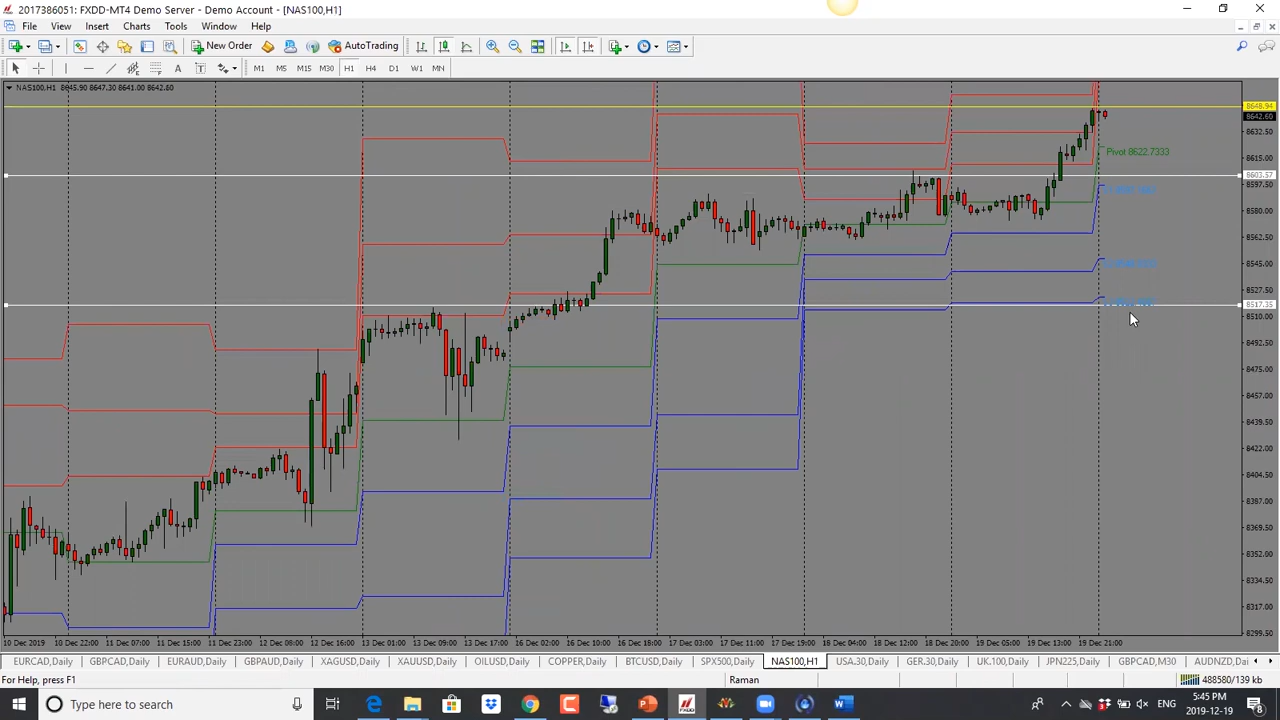 2017386051: FXDD-MT4 Demo Server - Demo Account - [NAS100,H1]
File View Insert Charts Tools Window Help
New Order AutoTrading
A T M1 M5 M15 M30 H1 H4 D1 W1 MN
NAS100,H1 8645.90 8647.30 8641.00 8642.60
8648.94
8642.60
8632.50
Pivot 8622.7333
8615.00
8603.57
8597.50
8580.00
8562.50
8545.00
8517.35
8510.00
8492.50
8475.00
8457.00
8439.50
8422.00
8404.50
8387.00
8369.50
8352.00
8334.50
8317.00
8299.50
10 Dec 2019 10 Dec 22:00 11 Dec 07:00 11 Dec 15:00 11 Dec 23:00 12 Dec 08:00 12 Dec 16:00 13 Dec 01:00 13 Dec 09:00 13 Dec 17:00 16 Dec 02:00 16 Dec 10:00 16 Dec 18:00 17 Dec 03:00 17 Dec 11:00 17 Dec 19:00 18 Dec 04:00 18 Dec 12:00 18 Dec 20:00 19 Dec 05:00 19 Dec 13:00 19 Dec 21:00
EURCAD,Daily GBPCAD,Daily EURAUD,Daily GBPAUD,Daily XAGUSD,Daily XAUUSD,Daily OILUSD,Daily COPPER,Daily BTCUSD,Daily SPX500,Daily NAS100,H1 USA.30,Daily GER.30,Daily UK.100,Daily JPN225,Daily GBPCAD,M30 AUDNZD,Dai
For Help, press F1 Raman 488580/139 kb
Type here to search
ENG
5:45 PM
2019-12-19